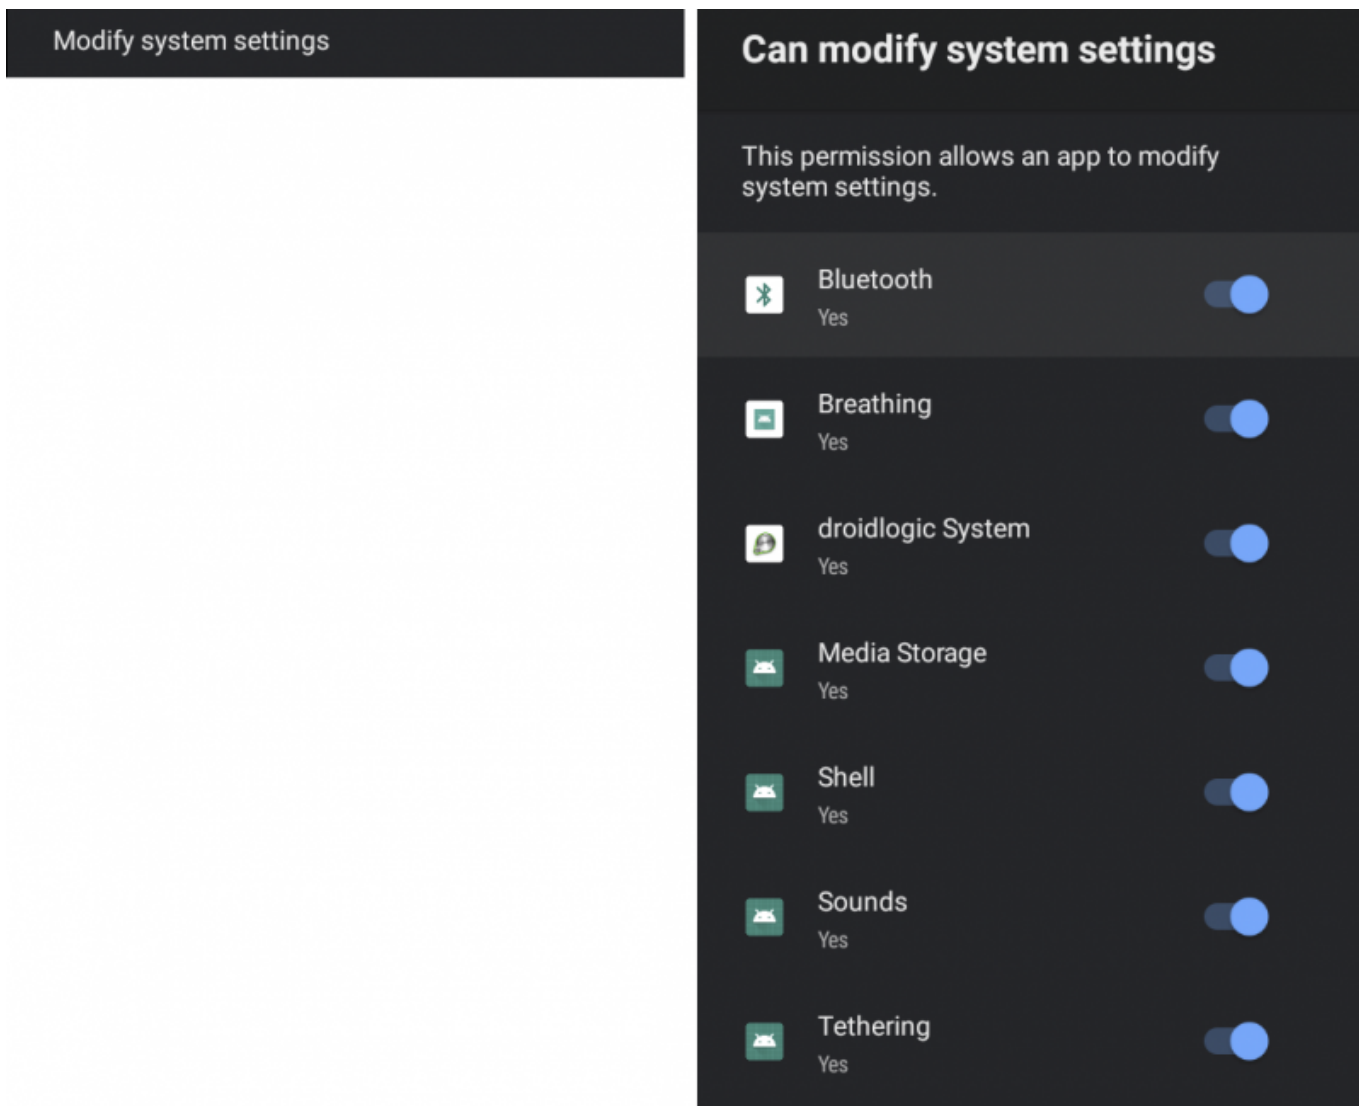 Modify system settings
Can modify system settings
This permission allows an app to modify
system settings.
Bluetooth
Yes
Breathing
Yes
droidlogic System
Yes
Media Storage
Yes
Shell
Yes
Sounds
Yes
Tethering
Yes